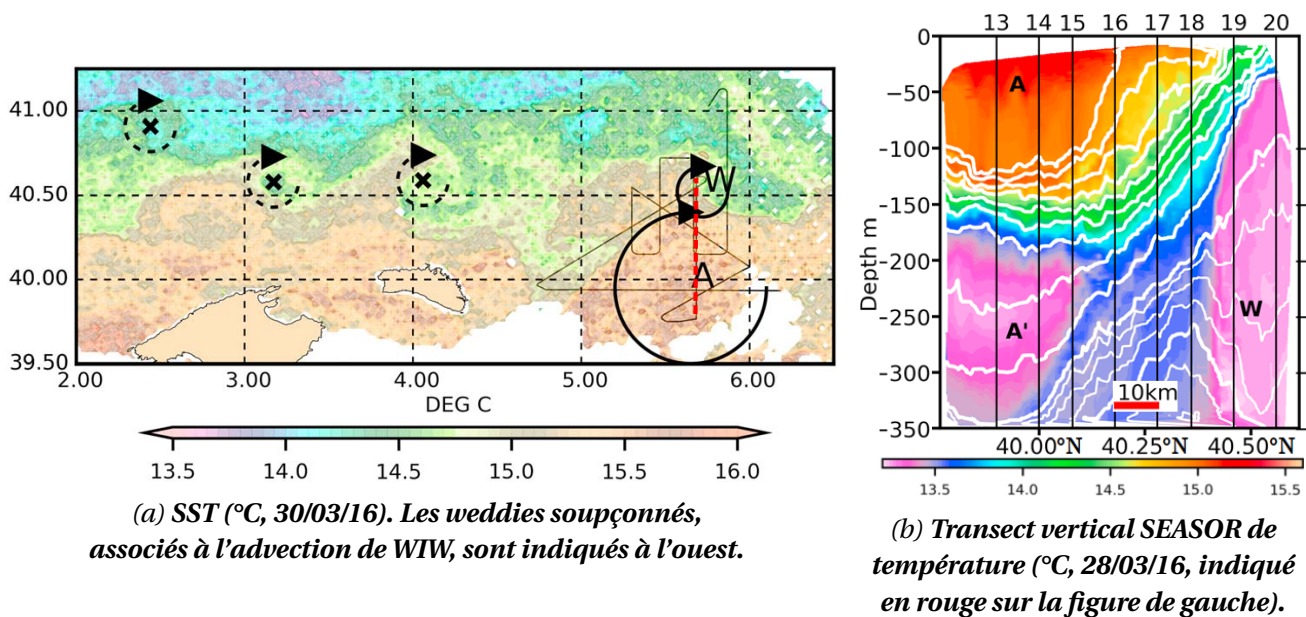 41.00
40.50
40.00
39.50
2.00 3.00 4.00 5.00 6.00
DEG C
W
A
13.5 14.0 14.5 15.0 15.5 16.0
(a) SST (°C, 30/03/16). Les weddies soupçonnés,
associés à l'advection de WIW, sont indiqués à l'ouest.
13 14 15 16 17 18 19 20
0
−50
−100
−150
−200
−250
−300
−350
Depth m
A
A'
W
10km
40.00°N 40.25°N 40.50°N
13.5 14.0 14.5 15.0 15.5
(b) Transect vertical SEASOR de
température (°C, 28/03/16, indiqué
en rouge sur la figure de gauche).